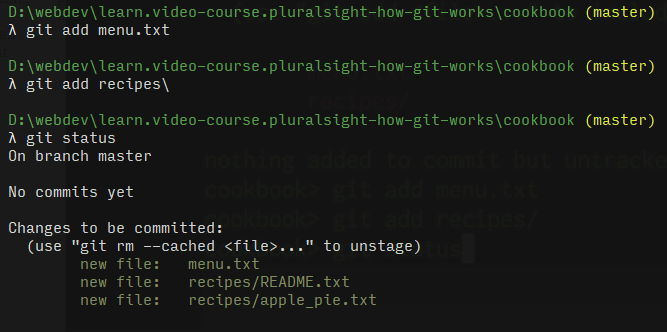 D:\webdev\learn.video-course.pluralsight-how-git-works\cookbook (master)
λ git add menu.txt
D:\webdev\learn.video-course.pluralsight-how-git-works\cookbook (master)
λ git add recipes\
recipes/
D:\webdev\learn.video-course.pluralsight-how-git-works\cookbook (master)
λ git status
On branch master
nothing added to commit but untrack
No commits yet
cookbook> git add menu.txt
cookbook> git add recipes/
Changes to be committed:
(use "git rm --cached <file>..." to unstage)
new file:   menu.txt
new file:   recipes/README.txt
new file:   recipes/apple_pie.txt